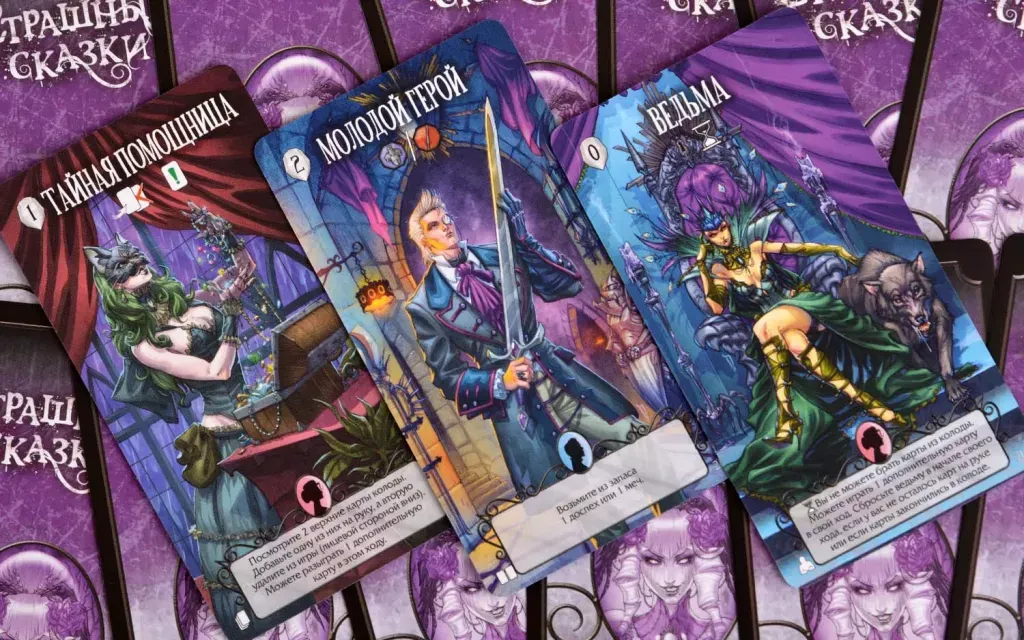 СТРАШНЫ
СКАЗКИ
СКАЗКИ
1
ТАЙНАЯ ПОМОЩНИЦА
!
Посмотрите 2 верхние карты колоды.
Добавьте одну из них на руку, а вторую
удалите из игры (лицевой стороной вниз).
Можете разыграть 1 дополнительную
карту в этом ходу.
2
МОЛОДОЙ ГЕРОЙ
/
Возьмите из запаса
1 доспех или 1 меч.
0
ВЕДЬМА
Вы не можете брать карты из колоды.
Можете играть 1 дополнительную карту
в свой ход. Сбросьте ведьму в начале своего
хода, если у вас не осталось карт на руке
или если карты закончились в колоде.
ТРАШН
КАЗК